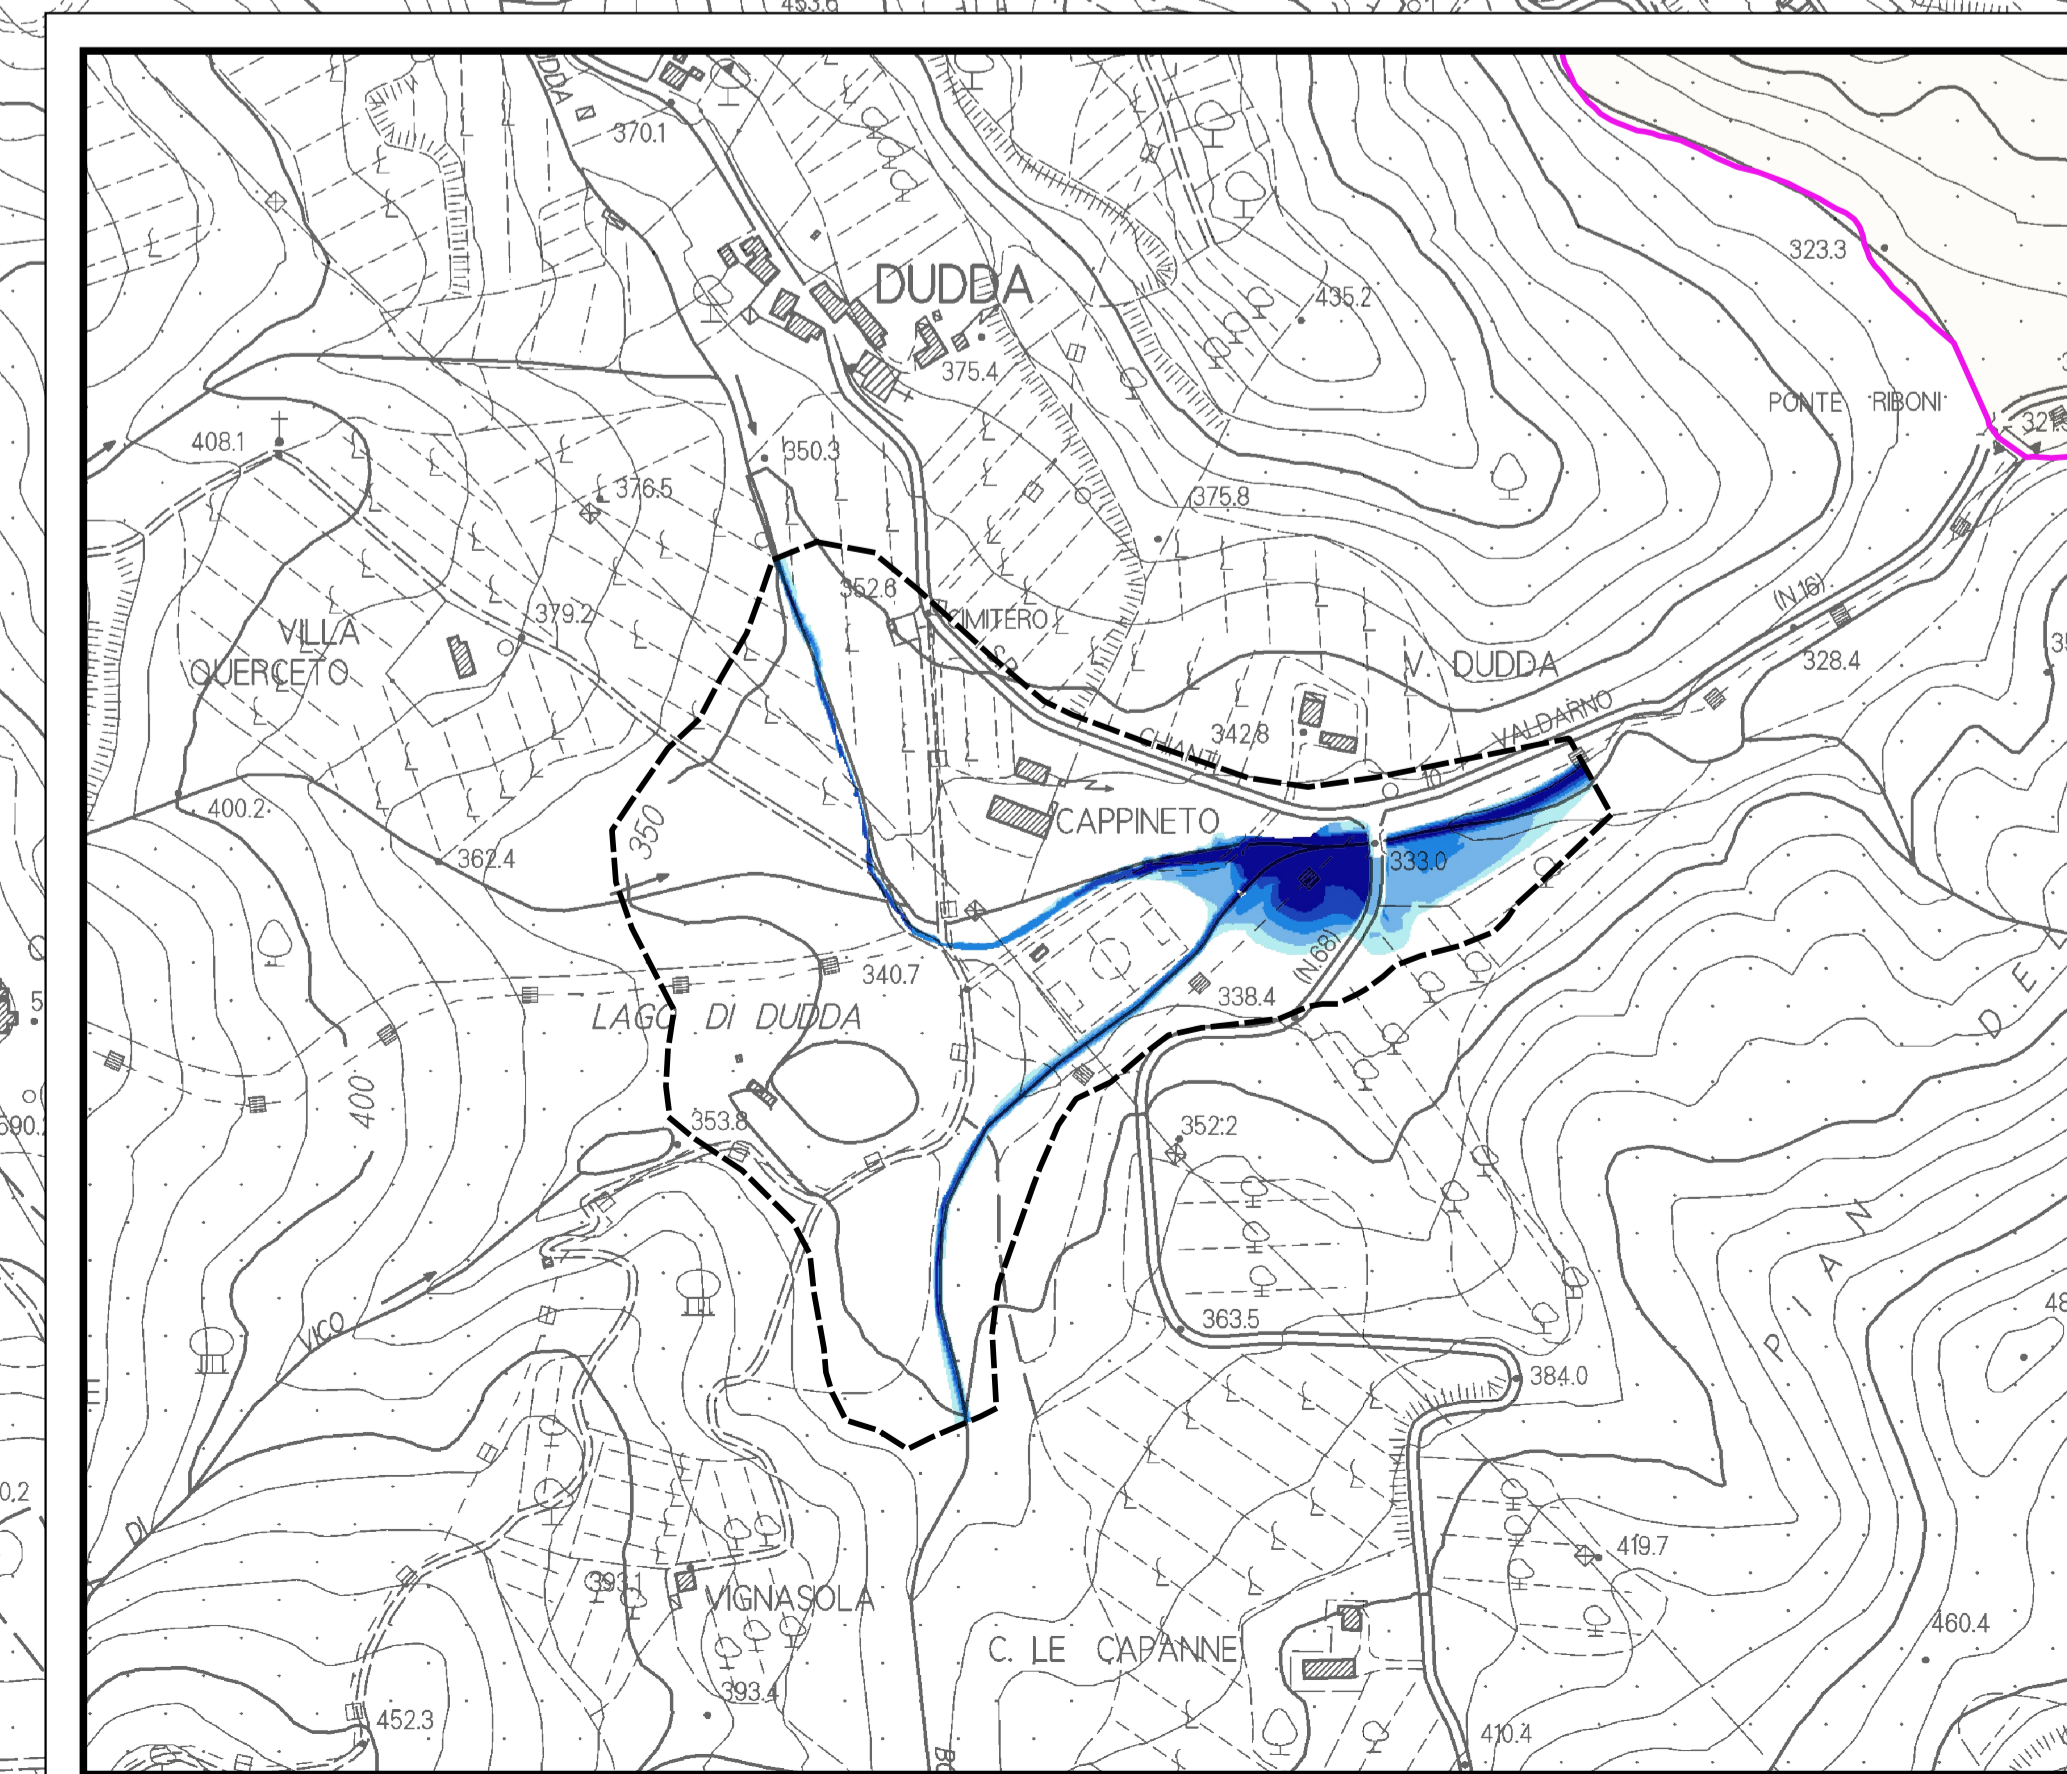 453.6
370.1
DUDDA
323.3
435.2
375.4
PONTE RIBONI
408.1
350.3
376.5
375.8
352.6
(N.16)
CIMITERO
379.2
VILLA
QUERCETO
V. DUDDA
328.4
VALDARNO
CHIANTI
342.8
10
400.2
350
CAPPINETO
362.4
333.0
(N.68)
340.7
338.4
LAGO DI DUDDA
D E
400
353.8
352.2
P I A N
VICO
363.5
384.0
DI
419.7
393.1
VIGNASOLA
460.4
C. LE CAPANNE
393.4
452.3
410.4